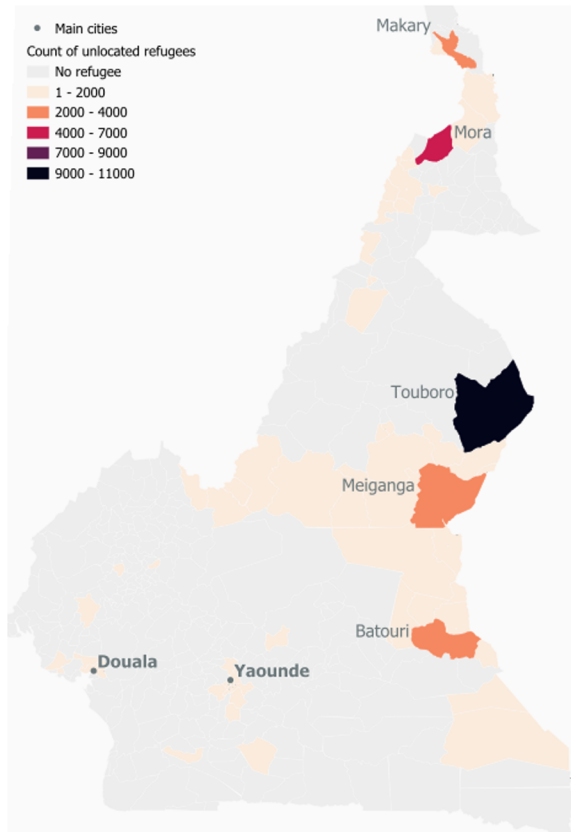 Main cities
Count of unlocated refugees
No refugee
1 - 2000
2000 - 4000
4000 - 7000
7000 - 9000
9000 - 11000
Makary
Mora
Touboro
Meiganga
Batouri
Douala
Yaounde